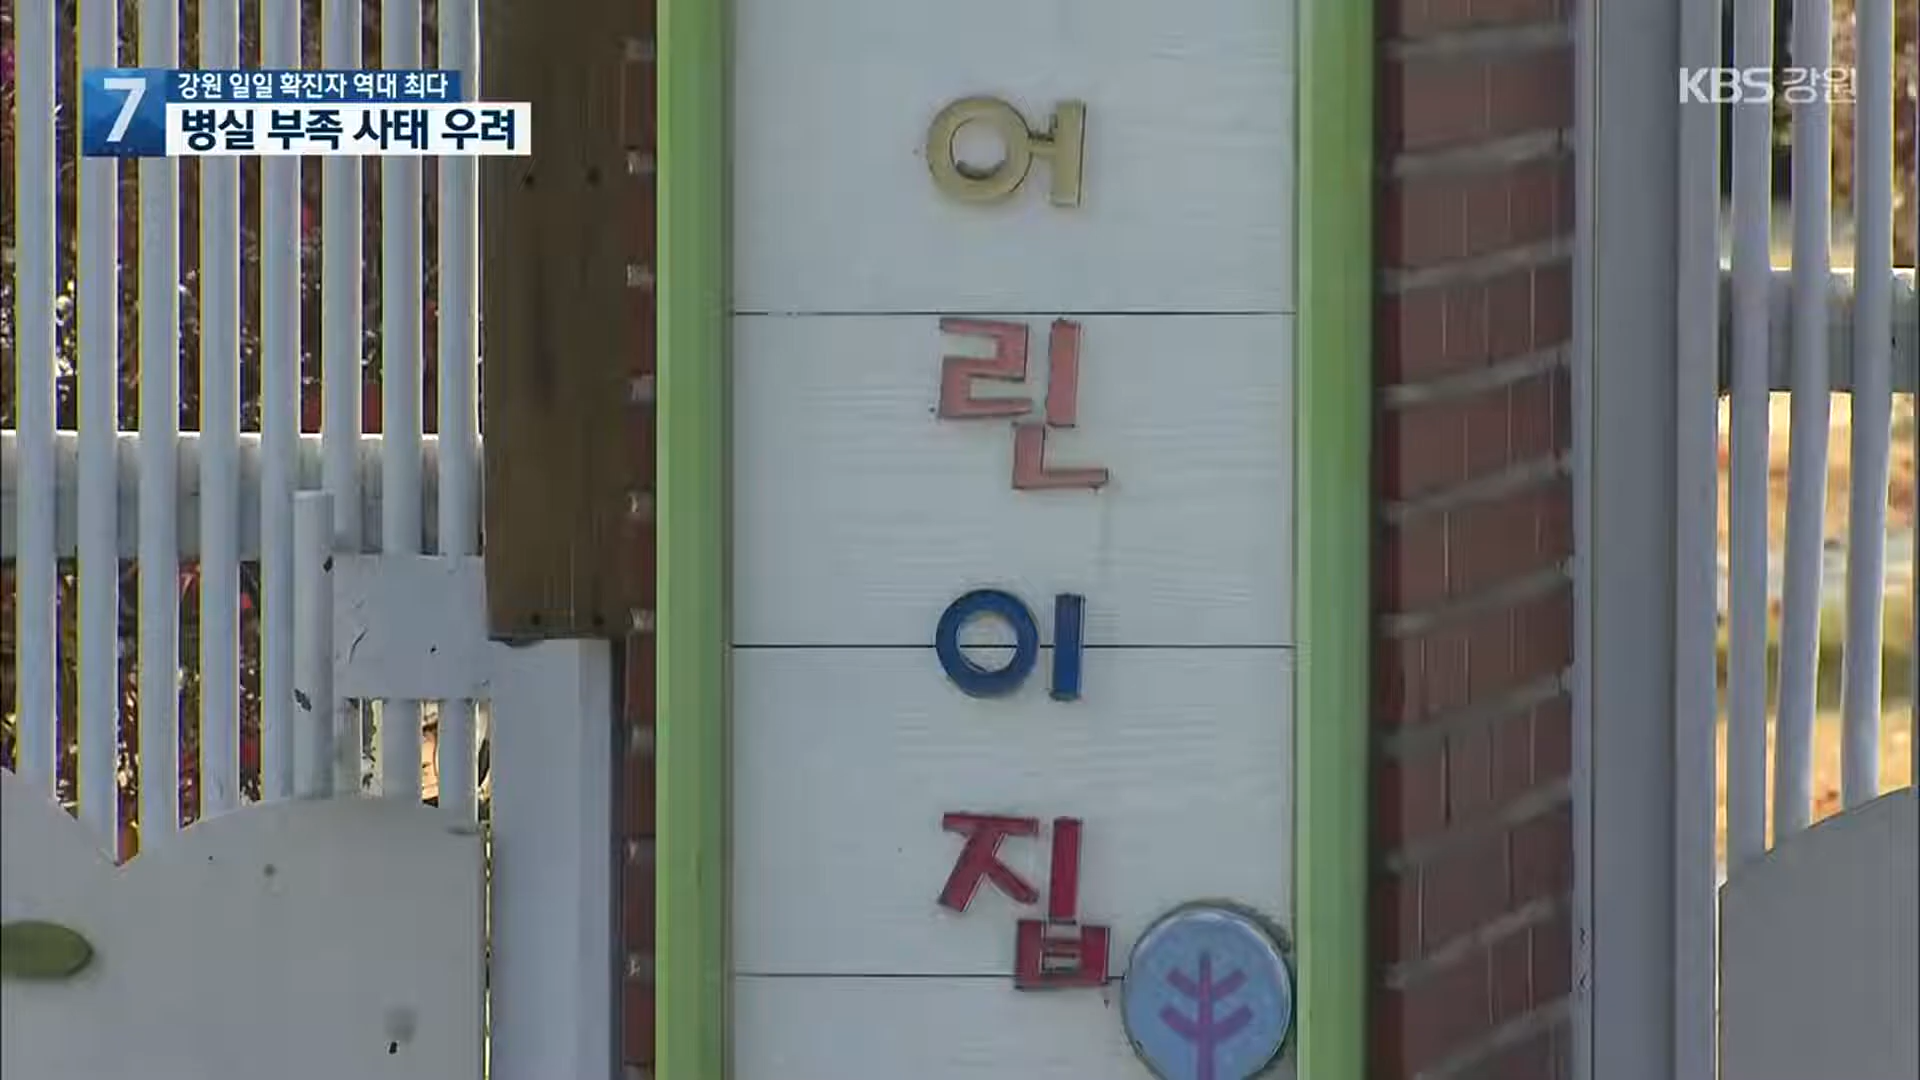 7
강원 일일 확진자 역대 최다
병실 부족 사태 우려
KBS 강원
어
린
이
집